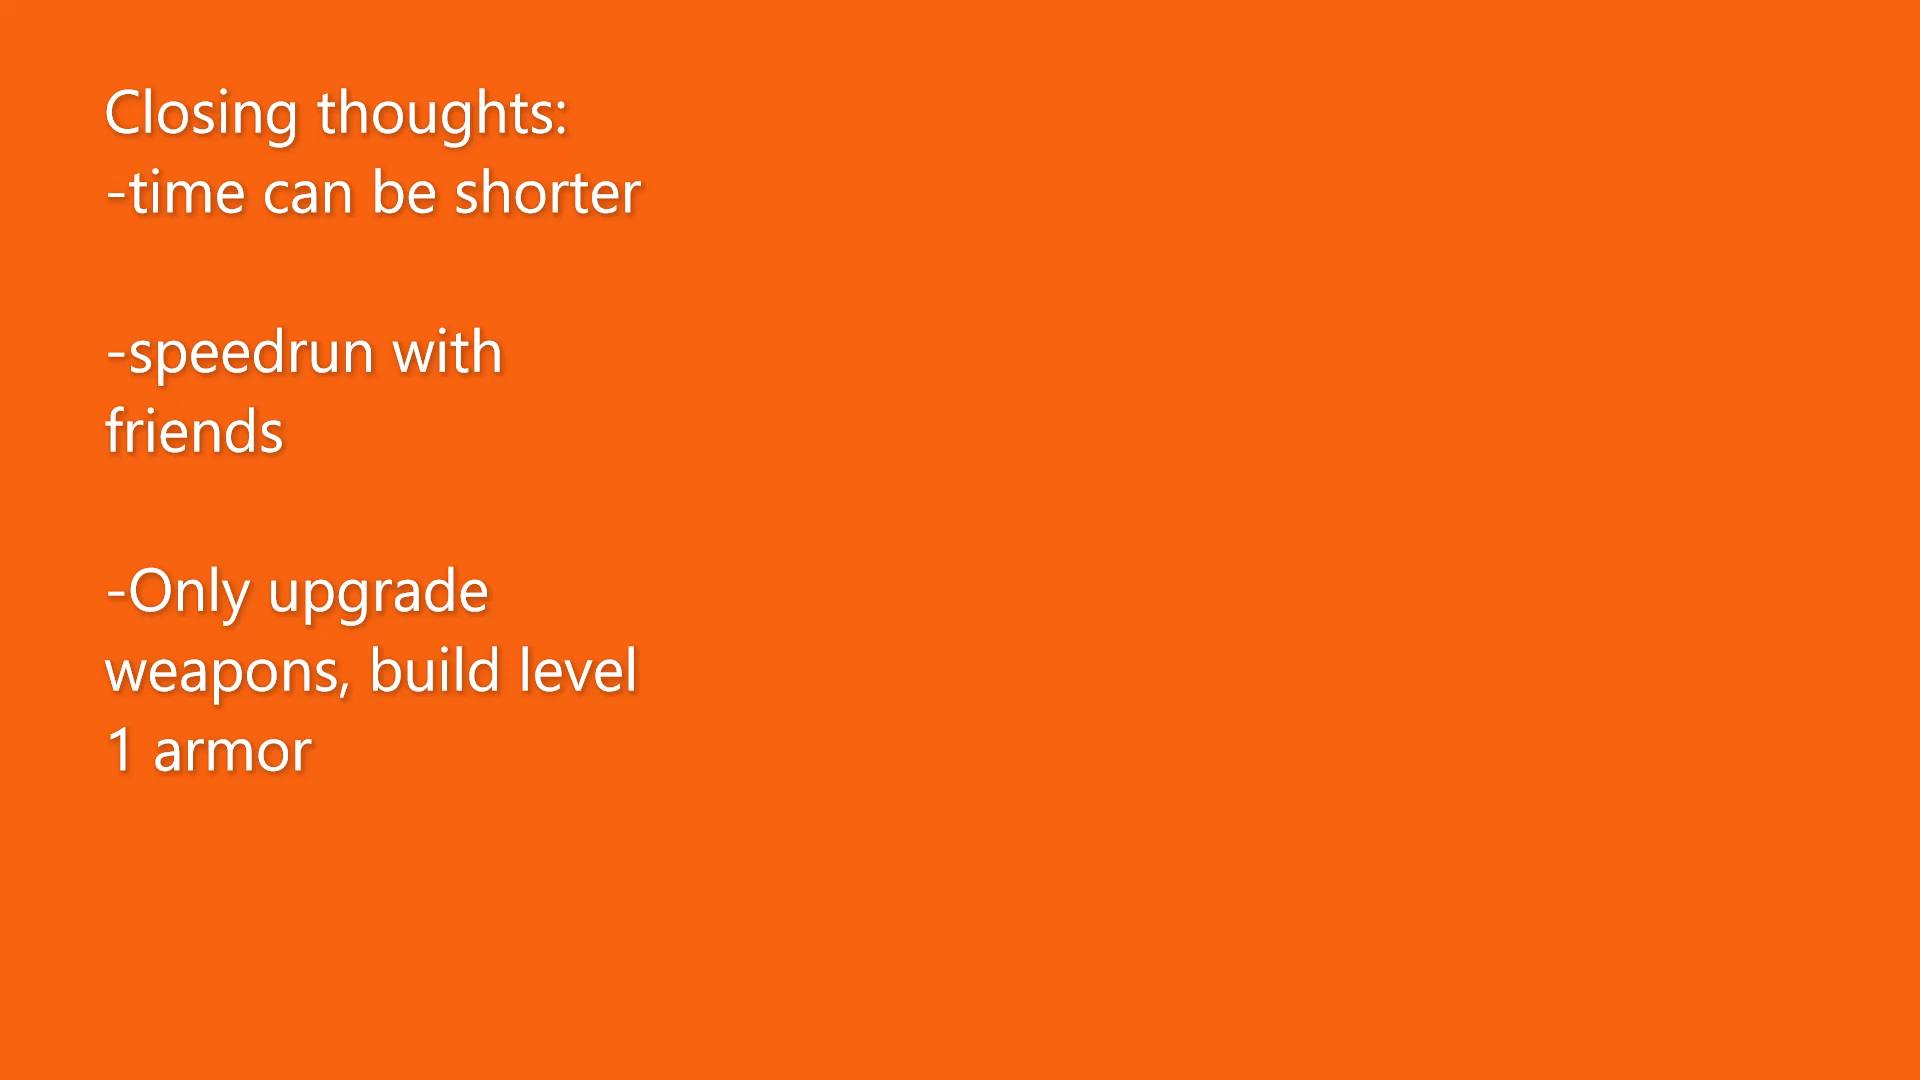 Closing thoughts:
-time can be shorter
-speedrun with
friends
-Only upgrade
weapons, build level
1 armor